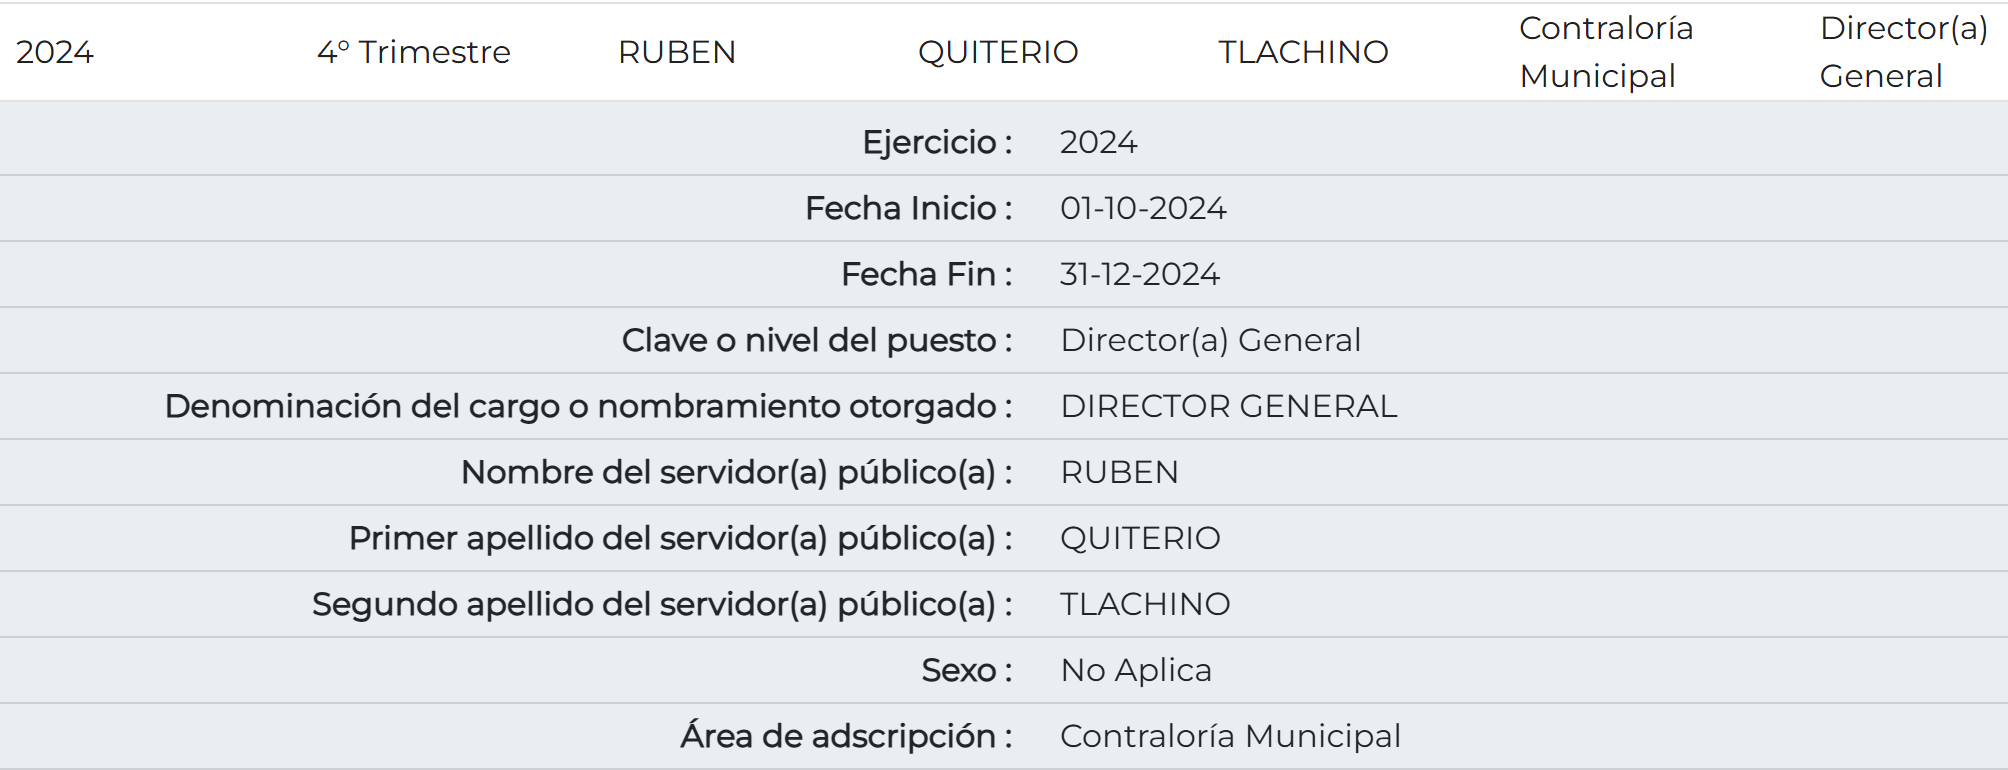 2024 4° Trimestre RUBEN QUITERIO TLACHINO Contraloría Municipal Director(a) General
Ejercicio : 2024
Fecha Inicio : 01-10-2024
Fecha Fin : 31-12-2024
Clave o nivel del puesto : Director(a) General
Denominación del cargo o nombramiento otorgado : DIRECTOR GENERAL
Nombre del servidor(a) público(a) : RUBEN
Primer apellido del servidor(a) público(a) : QUITERIO
Segundo apellido del servidor(a) público(a) : TLACHINO
Sexo : No Aplica
Área de adscripción : Contraloría Municipal